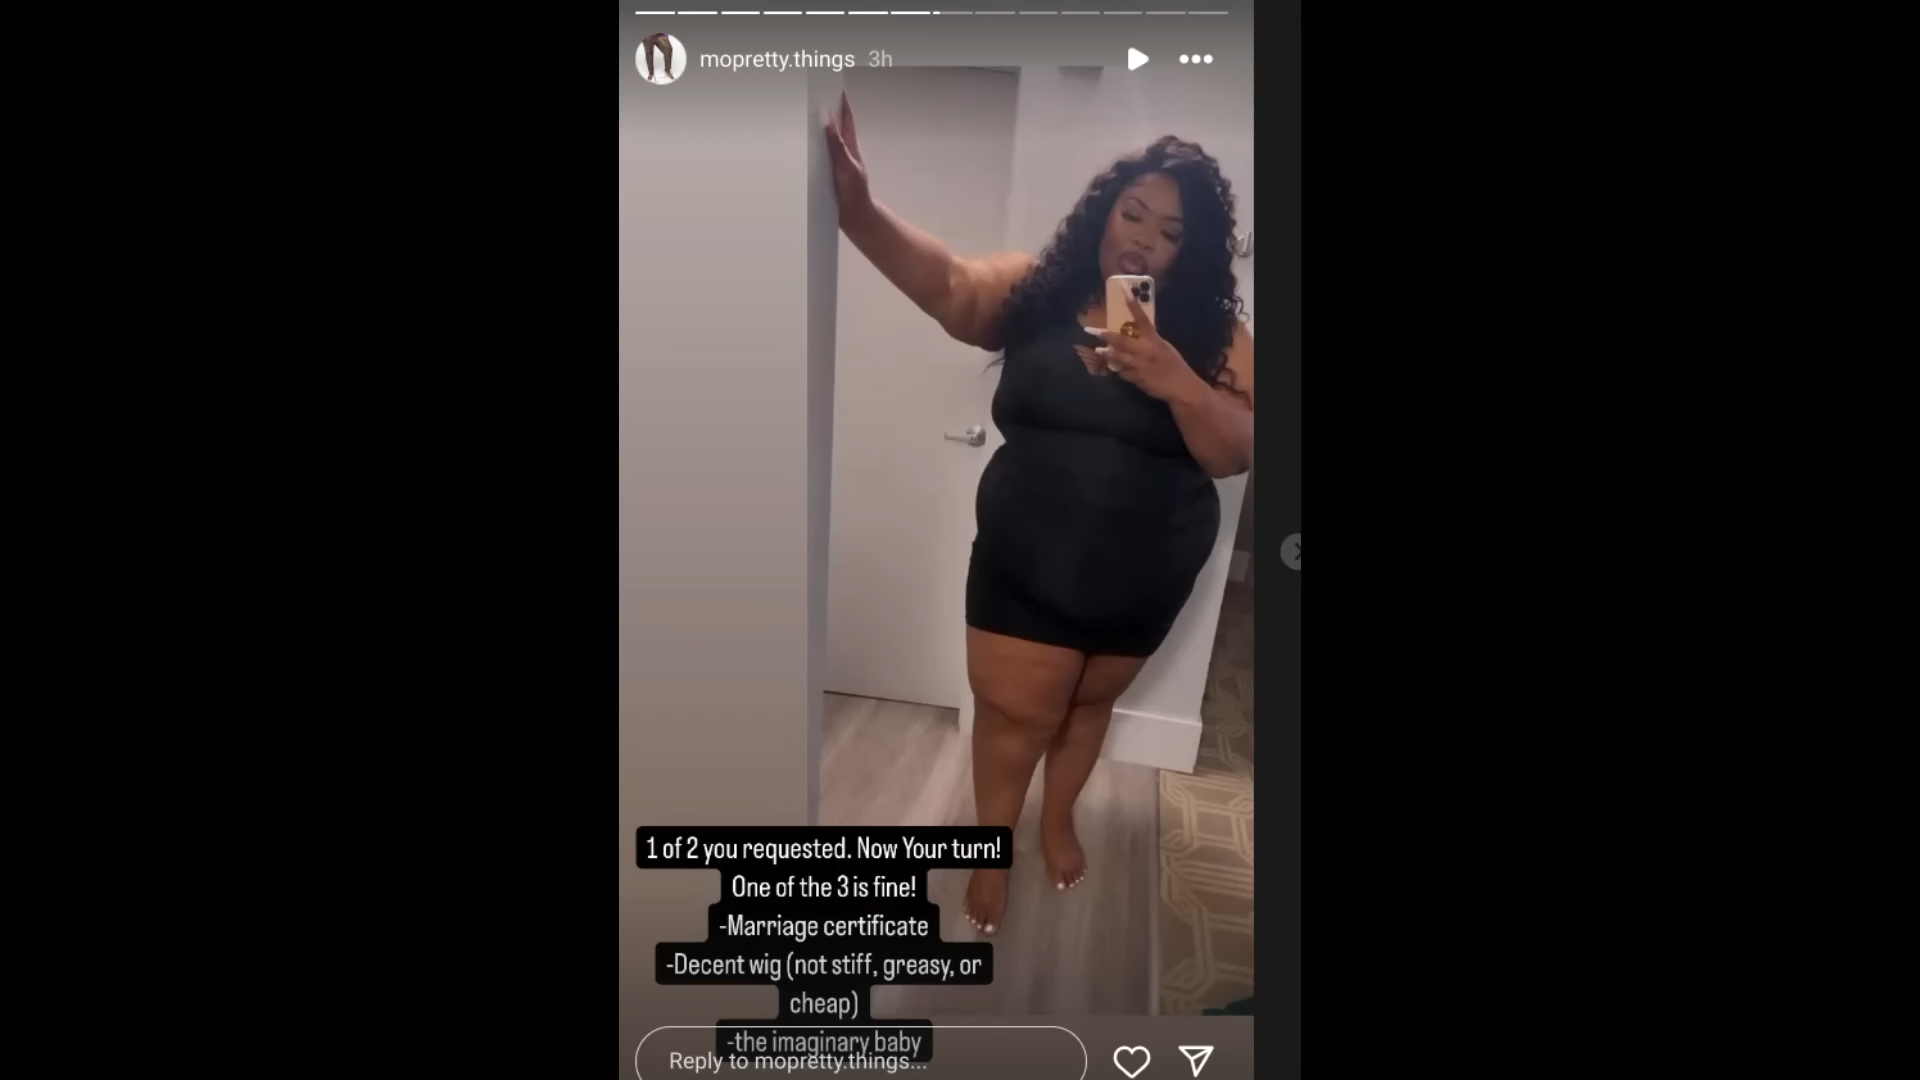 mopretty.things 3h
1 of 2 you requested. Now Your turn!
One of the 3 is fine!
-Marriage certificate
-Decent wig (not stiff, greasy, or
cheap)
-the imaginary baby
Reply to mopretty.things...